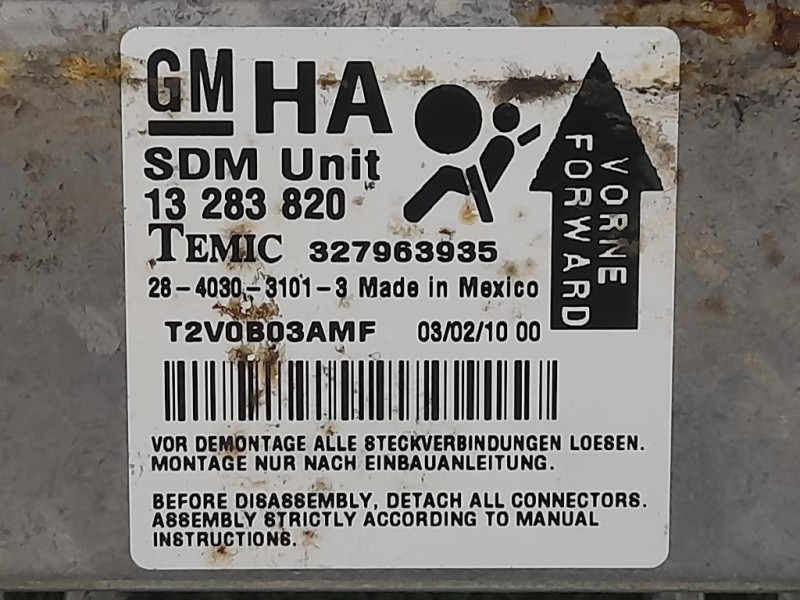 GM HA
SDM Unit
13 283 820
TEMIC 327963935
28-4030-3101-3 Made in Mexico
T2V0B03AMF 03/02/10 00
VORNE
FORWARD
VOR DEMONTAGE ALLE STECKVERBINDUNGEN LOESEN.
MONTAGE NUR NACH EINBAUANLEITUNG.
BEFORE DISASSEMBLY, DETACH ALL CONNECTORS.
ASSEMBLY STRICTLY ACCORDING TO MANUAL
INSTRUCTIONS.